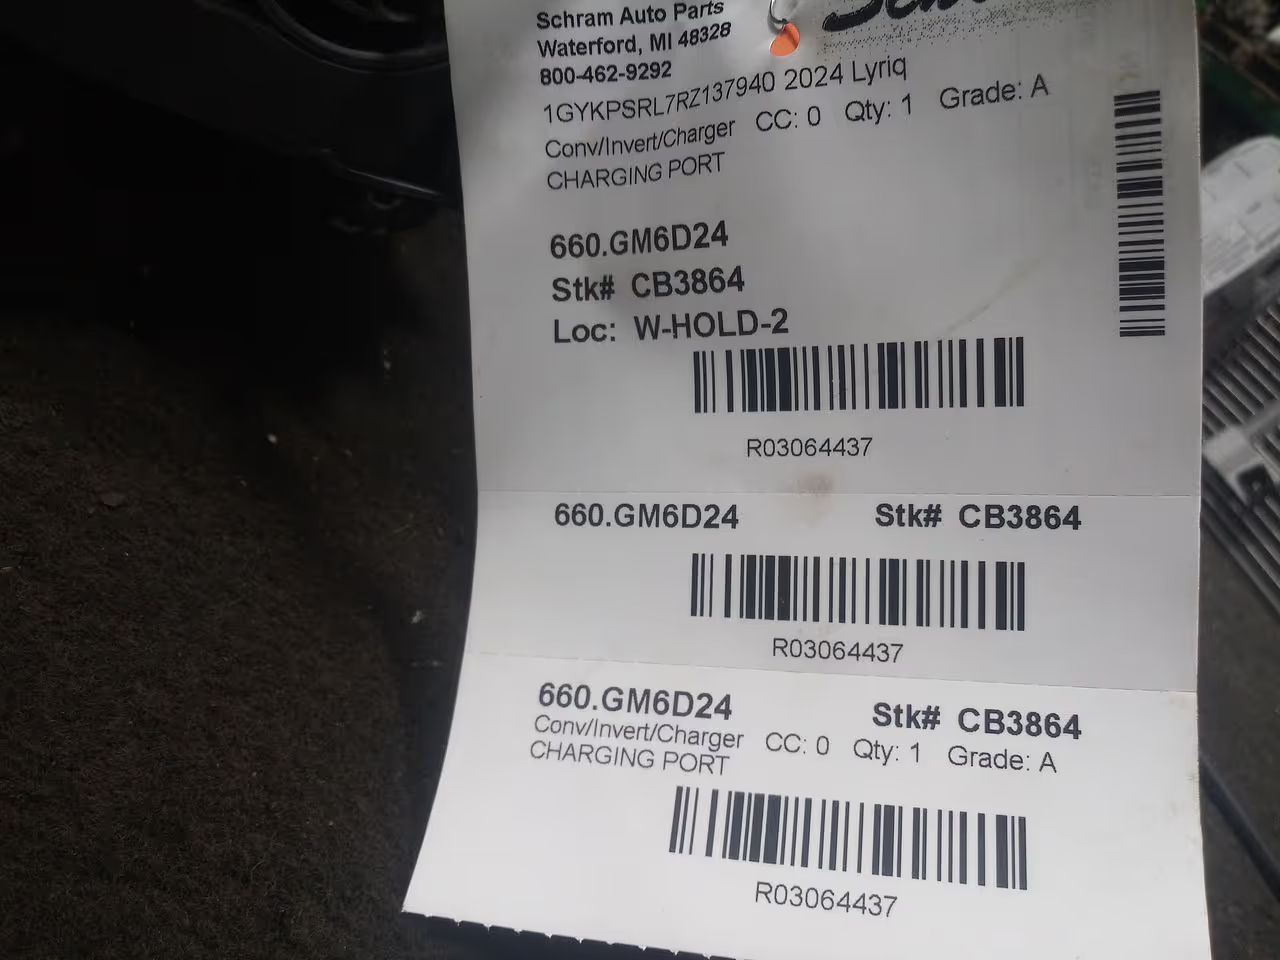 Schram Auto Parts
Waterford, MI 48328
800-462-9292
1GYKPSRL7RZ137940 2024 Lyriq
Conv/Invert/Charger CC: 0 Qty: 1 Grade: A
CHARGING PORT
660.GM6D24
Stk# CB3864
Loc: W-HOLD-2
R03064437
660.GM6D24 Stk# CB3864
R03064437
660.GM6D24 Stk# CB3864
Conv/Invert/Charger CC: 0 Qty: 1 Grade: A
CHARGING PORT
R03064437